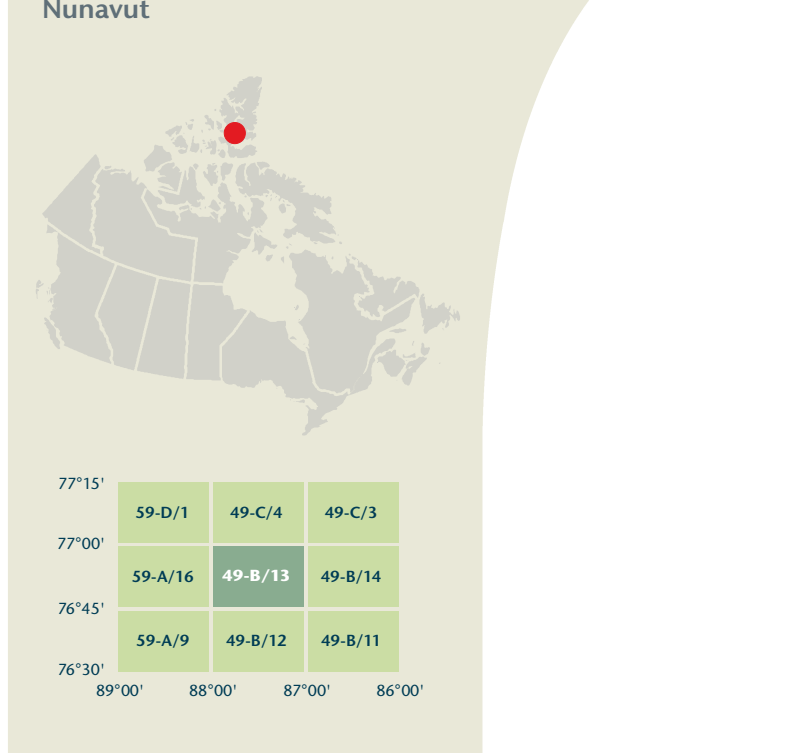 Nunavut
77°15'
59-D/1 49-C/4 49-C/3
77°00'
59-A/16 49-B/13 49-B/14
76°45'
59-A/9 49-B/12 49-B/11
76°30'
89°00' 88°00' 87°00' 86°00'